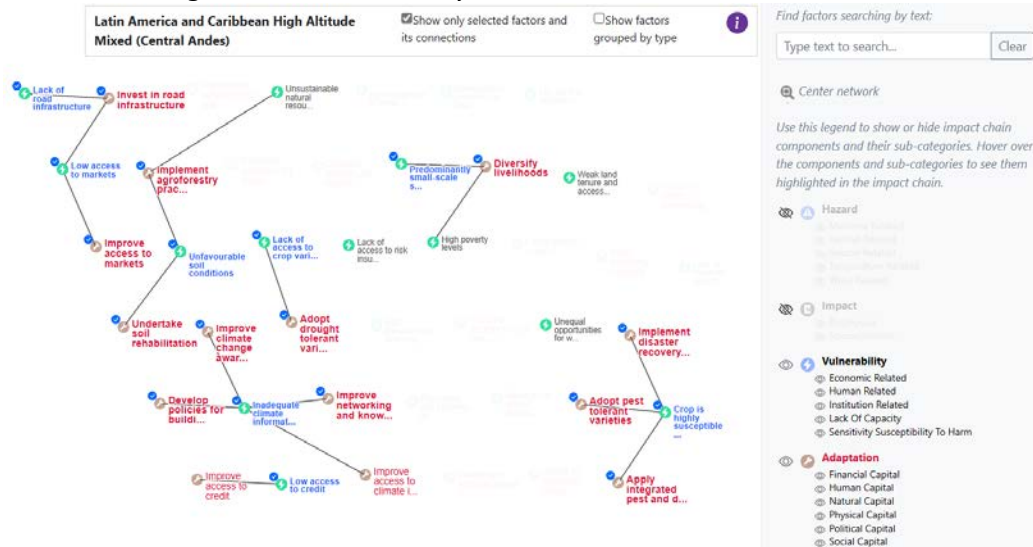 Latin America and Caribbean High Altitude
Mixed (Central Andes)
Show only selected factors and
its connections
Show factors
grouped by type
i
Find factors searching by text:
Type text to search...
Clear
Center network
Use this legend to show or hide impact chain
components and their sub-categories. Hover over
the components and sub-categories to see them
highlighted in the impact chain.
Hazard
Impact
Vulnerability
Economic Related
Human Related
Institution Related
Lack Of Capacity
Sensitivity Susceptibility To Harm
Adaptation
Financial Capital
Human Capital
Natural Capital
Physical Capital
Political Capital
Social Capital
Lack of
road
infrastructure
Invest in road
infrastructure
Unsustainable
natural
resou...
Low access
to markets
Implement
agroforestry
prac...
Predominantly
small-scale
s...
Diversify
livelihoods
Weak land
tenure and
access...
Improve
access to
markets
Unfavourable
soil
conditions
Lack of
access to
crop vari...
Lack of
access to risk
insu...
High poverty
levels
Undertake
soil
rehabilitation
Improve
climate
change
awar...
Adopt
drought
tolerant
vari...
Unequal
opportunities
for w...
Implement
disaster
recovery...
Develop
policies for
buildi...
Inadequate
climate
informat...
Improve
networking
and know...
Adopt pest
tolerant
varieties
Crop is
highly
susceptible
...
Improve
access to
credit
Low access
to credit
Improve
access to
climate i...
Apply
integrated
pest and d...